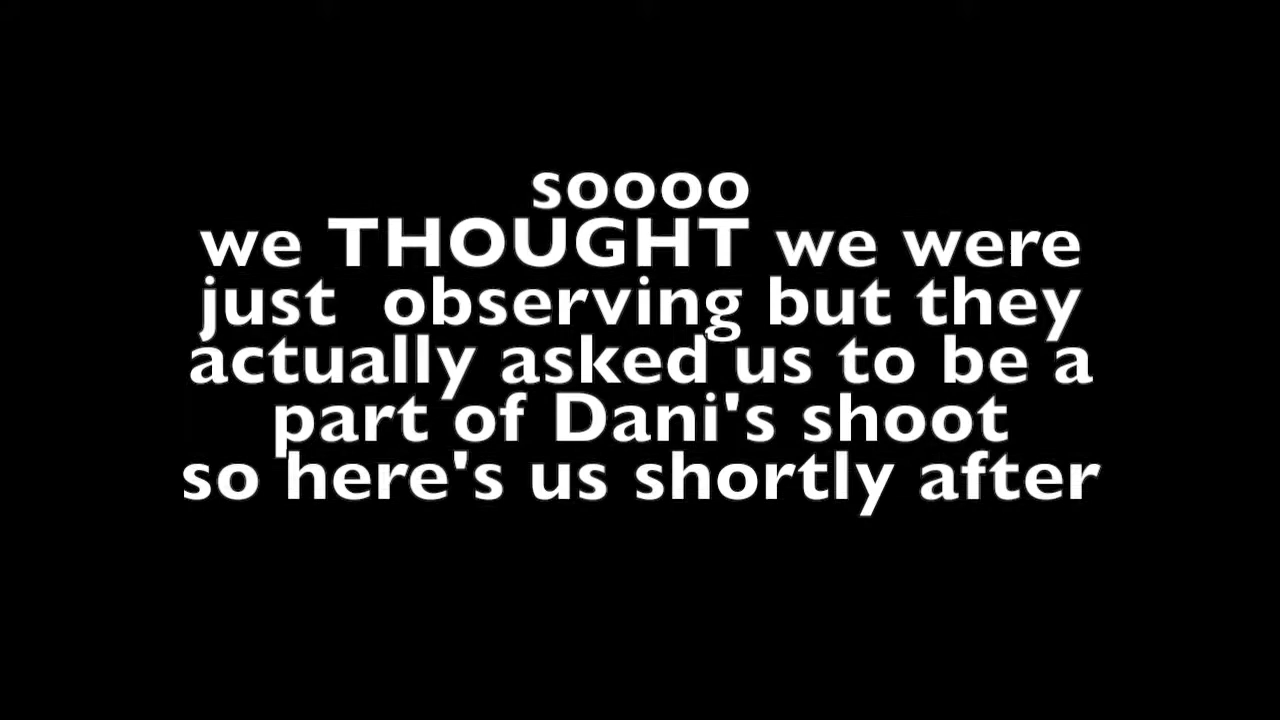 soooo
we THOUGHT we were
just  observing but they
actually asked us to be a
part of Dani's shoot
so here's us shortly after